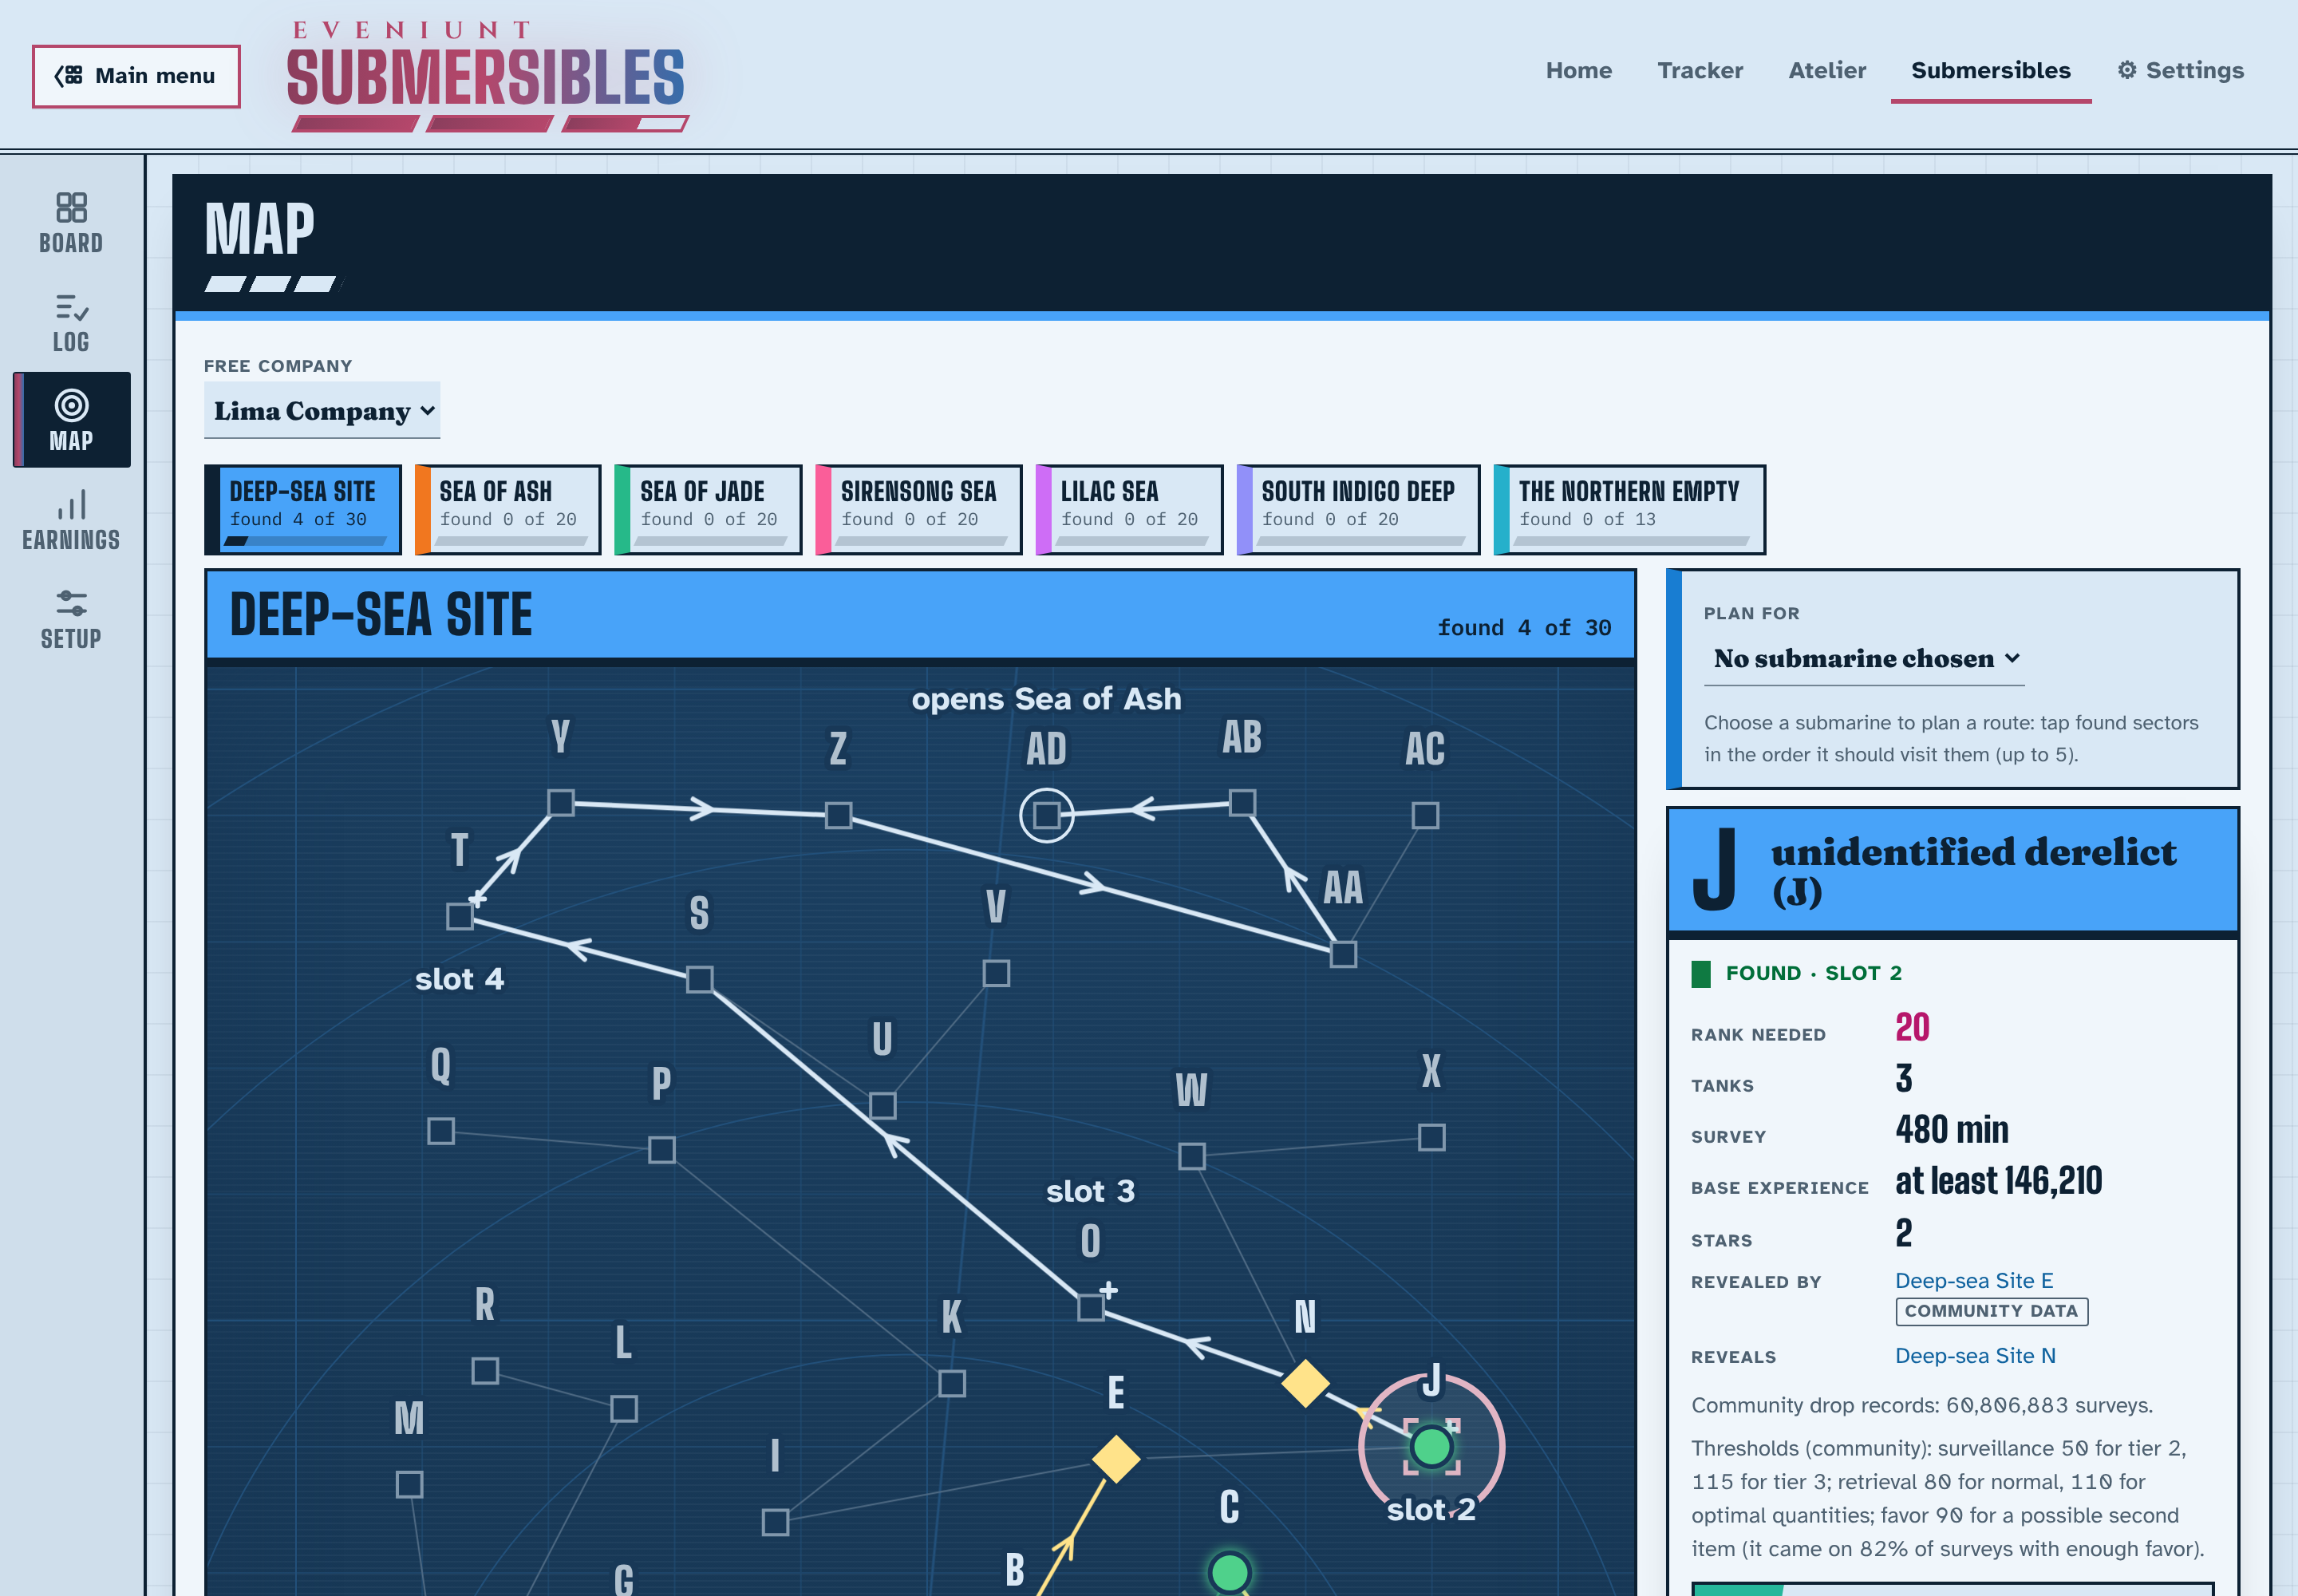 Main menu
EVENIUNT
SUBMERSIBLES
Home
Tracker
Atelier
Submersibles
⚙ Settings
BOARD
LOG
MAP
EARNINGS
SETUP
MAP
FREE COMPANY
Lima Company
DEEP-SEA SITE
found 4 of 30
SEA OF ASH
found 0 of 20
SEA OF JADE
found 0 of 20
SIRENSONG SEA
found 0 of 20
LILAC SEA
found 0 of 20
SOUTH INDIGO DEEP
found 0 of 20
THE NORTHERN EMPTY
found 0 of 13
DEEP-SEA SITE
found 4 of 30
opens Sea of Ash
Y
Z
AD
AB
AC
T
S
V
AA
slot 4
Q
P
U
W
X
slot 3
O
R
L
K
N
J
M
I
E
slot 2
C
B
G
PLAN FOR
No submarine chosen
Choose a submarine to plan a route: tap found sectors
in the order it should visit them (up to 5).
J
unidentified derelict
(J)
FOUND · SLOT 2
RANK NEEDED 20
TANKS 3
SURVEY 480 min
BASE EXPERIENCE at least 146,210
STARS 2
REVEALED BY Deep-sea Site E
COMMUNITY DATA
REVEALS Deep-sea Site N
Community drop records: 60,806,883 surveys.
Thresholds (community): surveillance 50 for tier 2,
115 for tier 3; retrieval 80 for normal, 110 for
optimal quantities; favor 90 for a possible second
item (it came on 82% of surveys with enough favor).